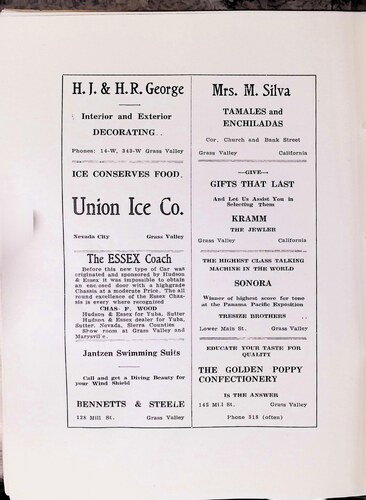 H. J. & H. R. George
Interior and Exterior
DECORATING.
Phones: 14-W, 343-W Grass Valley
ICE CONSERVES FOOD.
Union Ice Co.
Nevada City Grass Valley
The ESSEX Coach
Before this new type of Car was
originated and sponsored by Hudson
& Essex it was impossible to obtain
an enclosed door with a highgrade
Chassis at a moderate Price. The all
round excellence of the Essex Chas-
sis is every where recognized
CHAS. F. WOOD
Hudson & Essex for Yuba, Sutter
Hudson & Essex dealer for Yuba,
Sutter, Nevada, Sierra Counties
Show room at Grass Valley and
Marysville.
Jantzen Swimming Suits
Call and get a Diving Beauty for
your Wind Shield
BENNETTS & STEELE
128 Mill St. Grass Valley
Mrs. M. Silva
TAMALES and
ENCHILADAS
Cor. Church and Bank Street
Grass Valley California
—GIVE—
GIFTS THAT LAST
And Let Us Assist You in
Selecting Them
KRAMM
THE JEWLER
Grass Valley California
THE HIGHEST CLASS TALKING
MACHINE IN THE WORLD
SONORA
Winner of highest score for tone
at the Panama Pacific Exposition
TRESIZE BROTHERS
Lower Main St. Grass Valley
EDUCATE YOUR TASTE FOR
QUALITY
THE GOLDEN POPPY
CONFECTIONERY
IS THE ANSWER
145 Mill St. Grass Valley
Phone 318 (often)